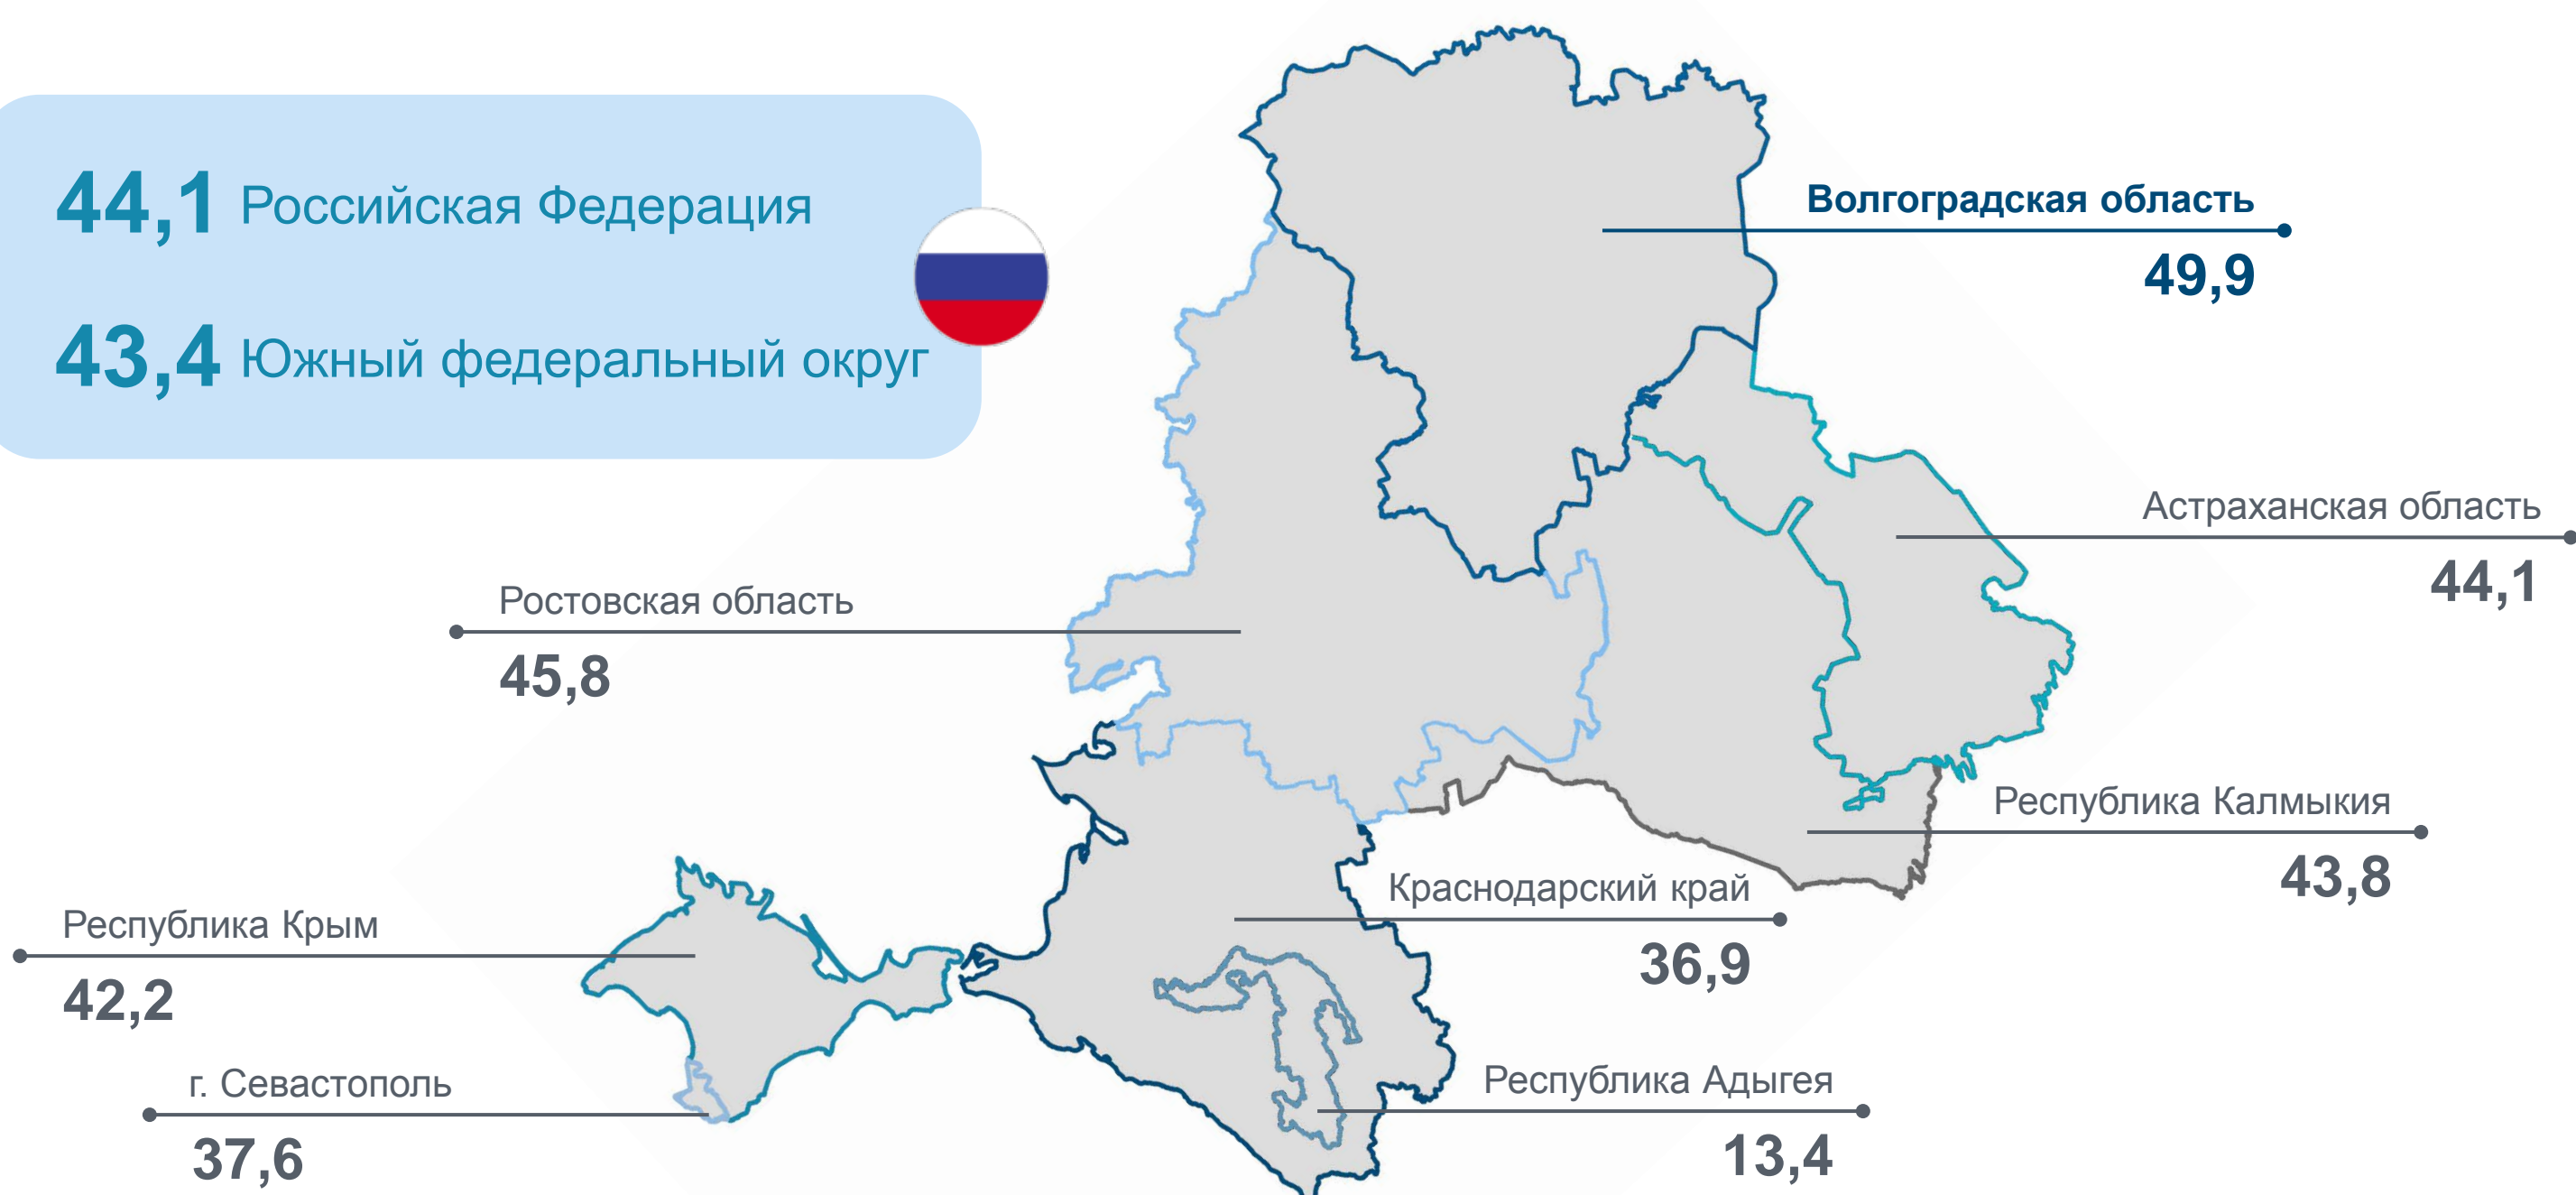 44,1 Российская Федерация
43,4 Южный федеральный округ
Волгоградская область
49,9
Астраханская область
44,1
Ростовская область
45,8
Республика Калмыкия
43,8
Краснодарский край
36,9
Республика Крым
42,2
Республика Адыгея
13,4
г. Севастополь
37,6